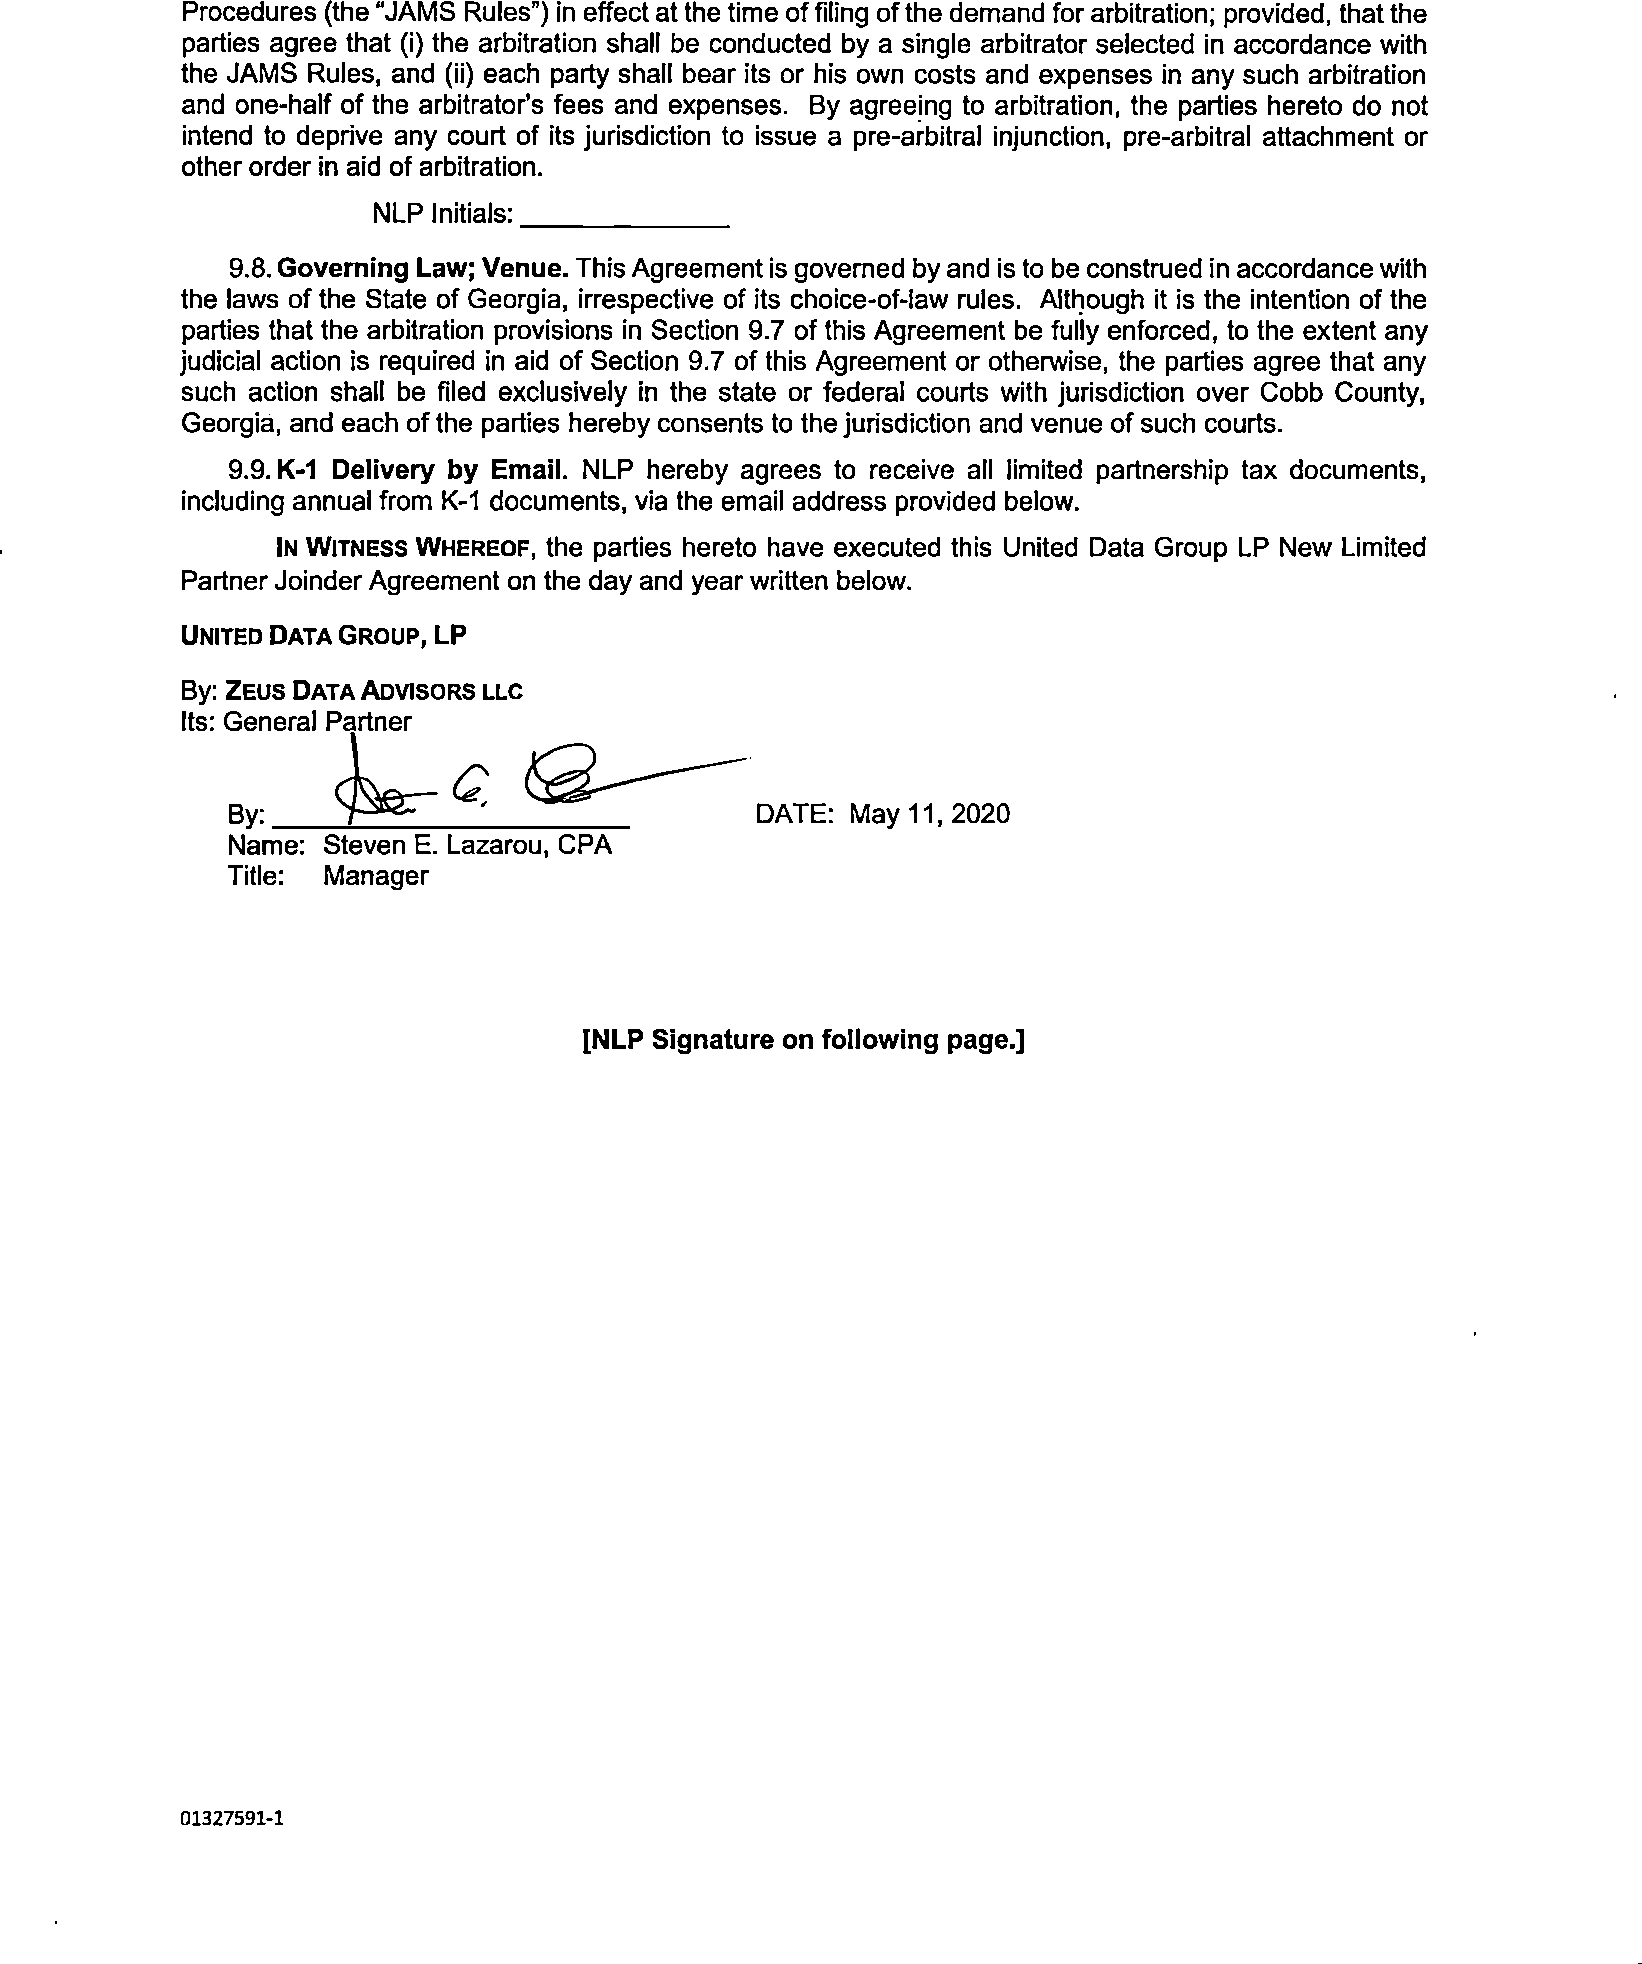 Procedures (the “JAMS Rules”) in effect at the time of filing of the demand for arbitration; provided, that the
parties agree that (i) the arbitration shall be conducted by a single arbitrator selected in accordance with
the JAMS Rules, and (ii) each party shall bear its or his own costs and expenses in any such arbitration
and one-half of the arbitrator’s fees and expenses. By agreeing to arbitration, the parties hereto do not
intend to deprive any court of its jurisdiction to issue a pre-arbitral injunction, pre-arbitral attachment or
other order in aid of arbitration.
NLP Initials: _______________
9.8. Governing Law; Venue. This Agreement is governed by and is to be construed in accordance with
the laws of the State of Georgia, irrespective of its choice-of-law rules. Although it is the intention of the
parties that the arbitration provisions in Section 9.7 of this Agreement be fully enforced, to the extent any
judicial action is required in aid of Section 9.7 of this Agreement or otherwise, the parties agree that any
such action shall be filed exclusively in the state or federal courts with jurisdiction over Cobb County,
Georgia, and each of the parties hereby consents to the jurisdiction and venue of such courts.
9.9. K-1 Delivery by Email. NLP hereby agrees to receive all limited partnership tax documents,
including annual from K-1 documents, via the email address provided below.
IN WITNESS WHEREOF, the parties hereto have executed this United Data Group LP New Limited
Partner Joinder Agreement on the day and year written below.
UNITED DATA GROUP, LP
By: ZEUS DATA ADVISORS LLC
Its: General Partner
By: _______________ DATE: May 11, 2020
Name: Steven E. Lazarou, CPA
Title: Manager
[NLP Signature on following page.]
01327591-1